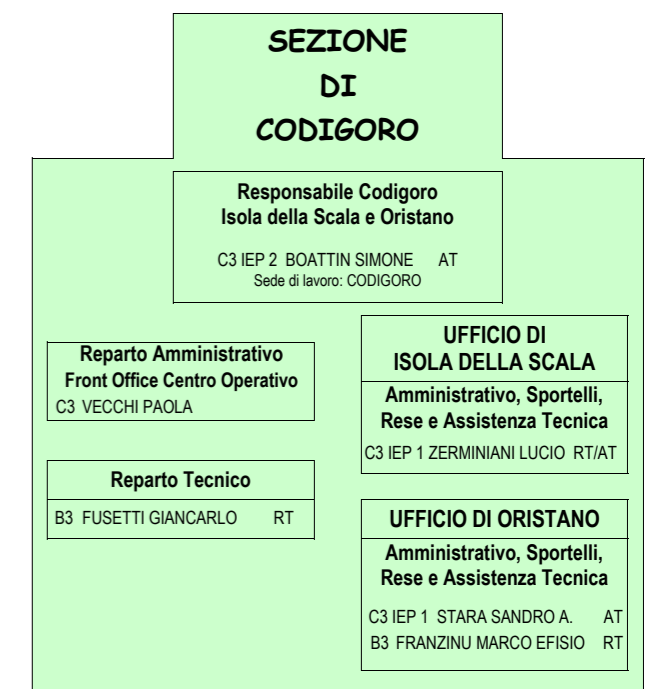 SEZIONE
DI
CODIGORO
Responsabile Codigoro
Isola della Scala e Oristano
C3 IEP 2 BOATTIN SIMONE AT
Sede di lavoro: CODIGORO
Reparto Amministrativo
Front Office Centro Operativo
C3 VECCHI PAOLA
Reparto Tecnico
B3 FUSETTI GIANCARLO RT
UFFICIO DI
ISOLA DELLA SCALA
Amministrativo, Sportelli,
Rese e Assistenza Tecnica
C3 IEP 1 ZERMINIANI LUCIO RT/AT
UFFICIO DI ORISTANO
Amministrativo, Sportelli,
Rese e Assistenza Tecnica
C3 IEP 1 STARA SANDRO A. AT
B3 FRANZINU MARCO EFISIO RT